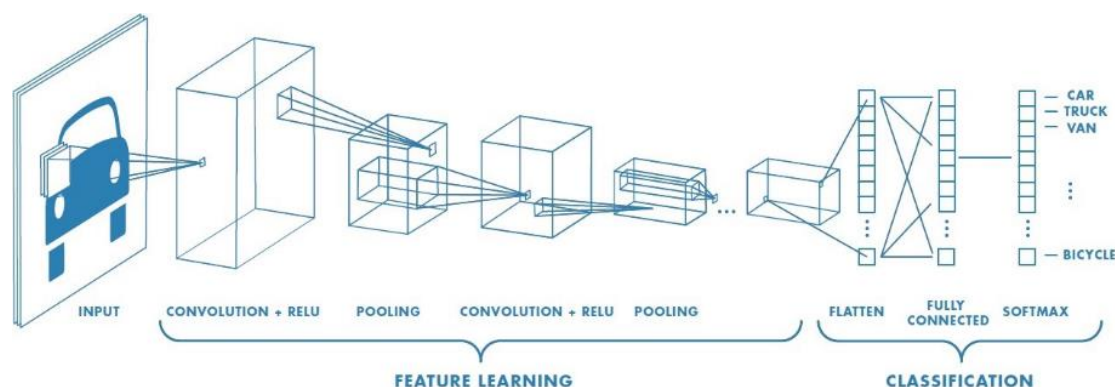 CAR
TRUCK
VAN
BICYCLE
INPUT
CONVOLUTION + RELU
POOLING
CONVOLUTION + RELU
POOLING
FLATTEN
FULLY
CONNECTED
SOFTMAX
FEATURE LEARNING
CLASSIFICATION